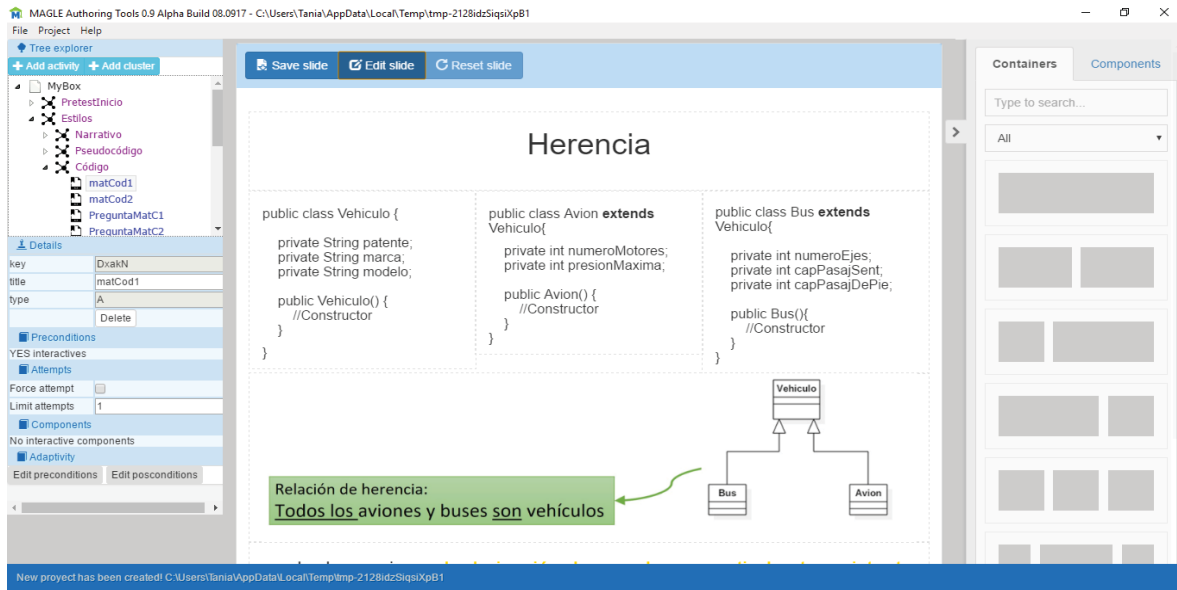 MAGLE Authoring Tools 0.9 Alpha Build 08.0917 - C:\Users\Tania\AppData\Local\Temp\tmp-2128idzSiqsiXpB1
File Project Help
Tree explorer
Add activity Add cluster
MyBox
PretestInicio
Estilos
Narrativo
Pseudocódigo
Código
matCod1
matCod2
PreguntaMatC1
PreguntaMatC2
Details
key DxakN
title matCod1
type A
Delete
Preconditions
YES interactives
Attempts
Force attempt
Limit attempts 1
Components
No interactive components
Adaptivity
Edit preconditions Edit posconditions
Save slide Edit slide Reset slide
Herencia
public class Vehiculo {
private String patente;
private String marca;
private String modelo;
public Vehiculo() {
//Constructor
}
}
public class Avion extends
Vehiculo{
private int numeroMotores;
private int presionMaxima;
public Avion() {
//Constructor
}
}
public class Bus extends
Vehiculo{
private int numeroEjes;
private int capPasajSent;
private int capPasajDePie;
public Bus(){
//Constructor
}
}
Vehiculo
Relación de herencia:
Todos los aviones y buses son vehículos
Bus
Avion
Containers Components
Type to search...
All
New proyect has been created! C:\Users\Tania\AppData\Local\Temp\tmp-2128idzSiqsiXpB1